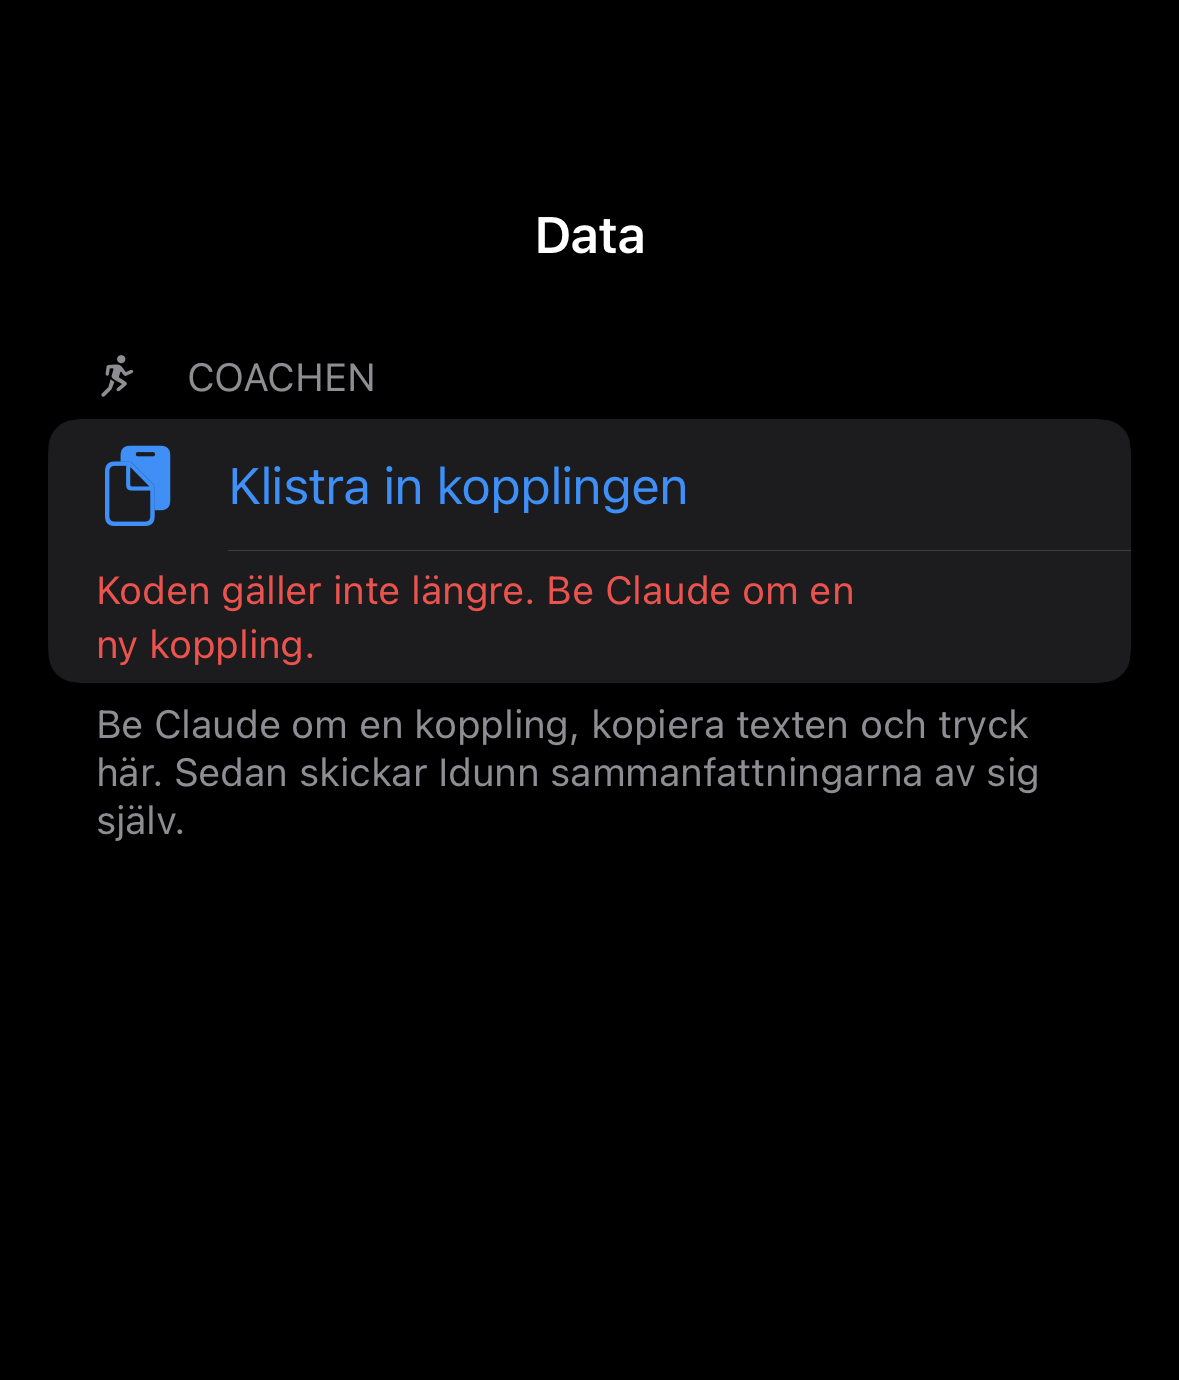 Data
COACHEN
Klistra in kopplingen
Koden gäller inte längre. Be Claude om en
ny koppling.
Be Claude om en koppling, kopiera texten och tryck
här. Sedan skickar Idunn sammanfattningarna av sig
själv.